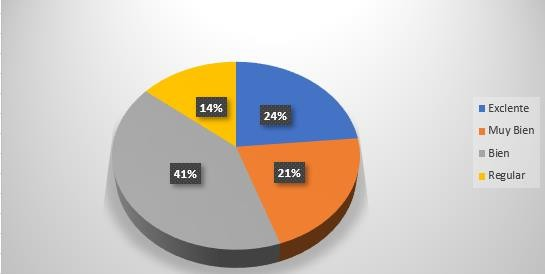 14%
24%
41%
21%
Exclente
Muy Bien
Bien
Regular